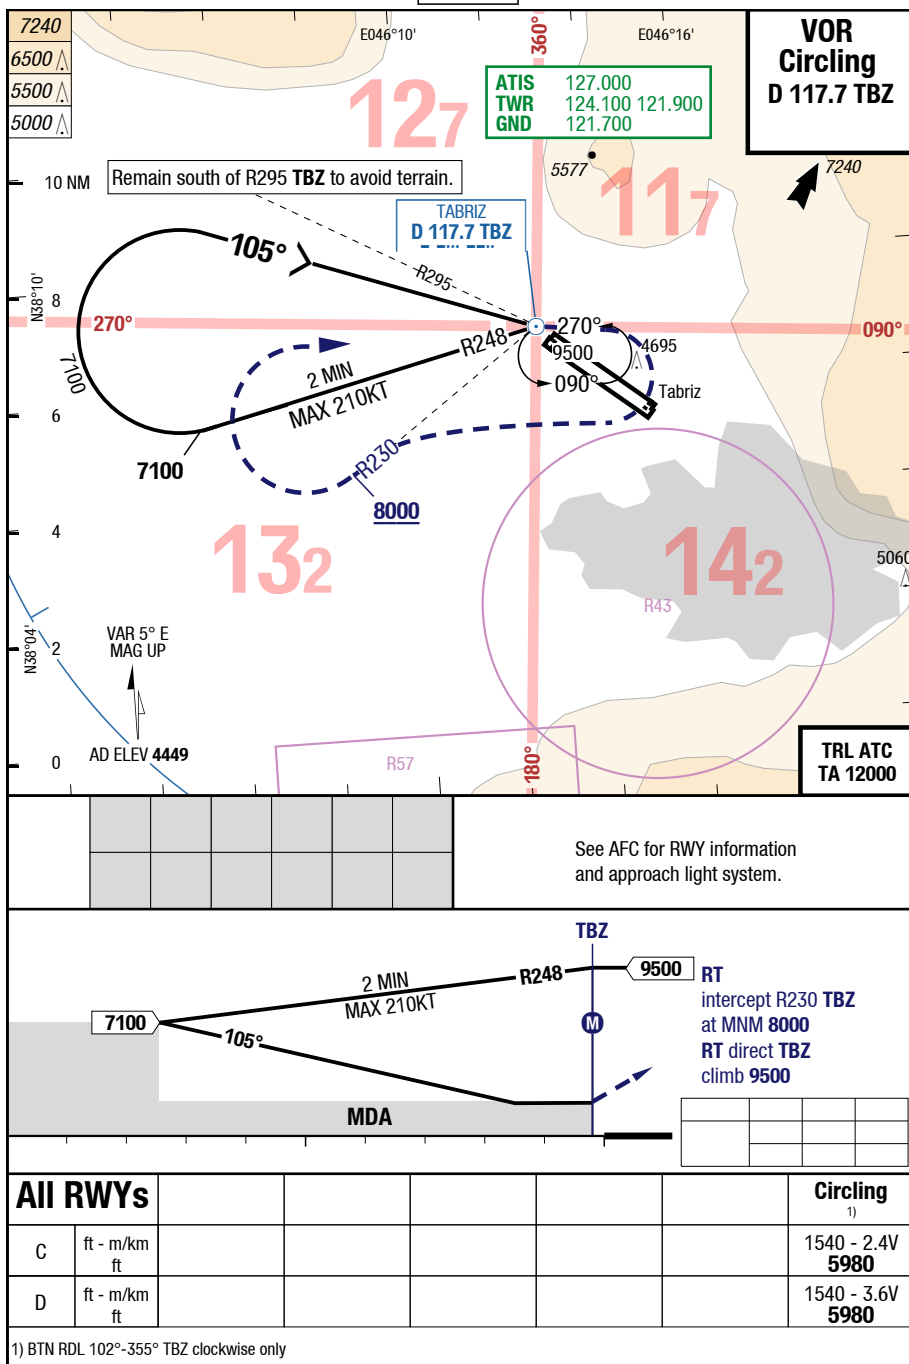 7240
6500
5500
5000
E046°10'
360°
E046°16'
VOR
Circling
D 117.7 TBZ
ATIS 127.000
TWR 124.100 121.900
GND 121.700
127
5577
117
7240
10 NM
Remain south of R295 TBZ to avoid terrain.
TABRIZ
D 117.7 TBZ
105°
R295
N38°10'
8
270°
270°
090°
R248
9500
4695
7100
2 MIN
MAX 210KT
090°
Tabriz
6
7100
R230
8000
4
132
142
5060
R43
N38°04'
2
VAR 5° E
MAG UP
AD ELEV 4449
0
R57
180°
TRL ATC
TA 12000
See AFC for RWY information
and approach light system.
TBZ
2 MIN
MAX 210KT
R248
9500
RT
intercept R230 TBZ
at MNM 8000
RT direct TBZ
climb 9500
7100
105°
M
MDA
All RWYs
Circling
1)
C ft - m/km 1540 - 2.4V
ft 5980
D ft - m/km 1540 - 3.6V
ft 5980
1) BTN RDL 102°-355° TBZ clockwise only